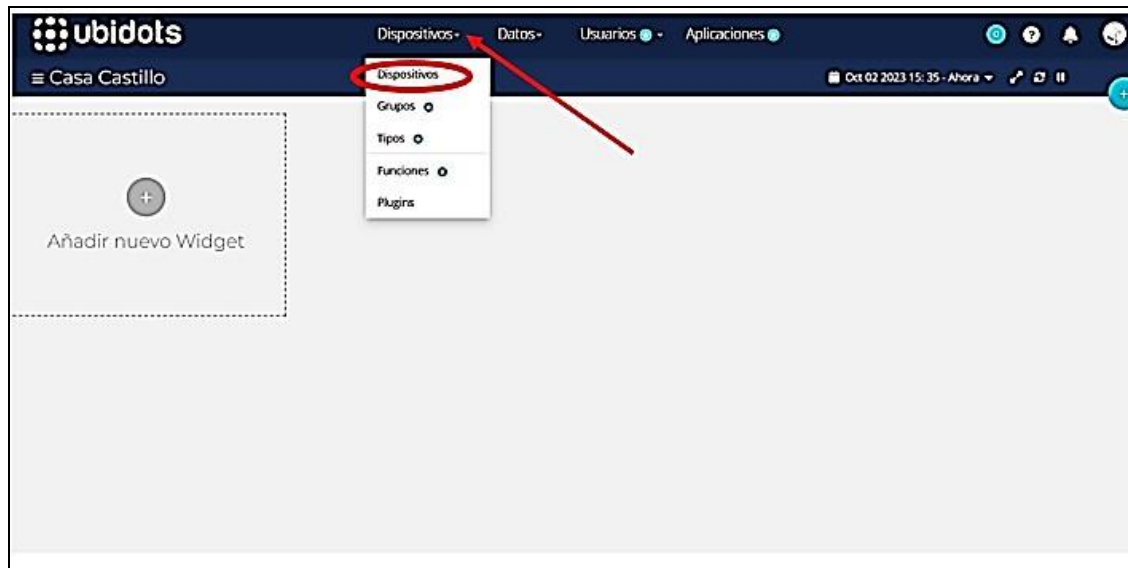 ubidots
Dispositivos Datos Usuarios Aplicaciones
Casa Castillo
Oct 02 2023 15:35 - Ahora
Dispositivos
Grupos
Tipos
Funciones
Plugins
Añadir nuevo Widget